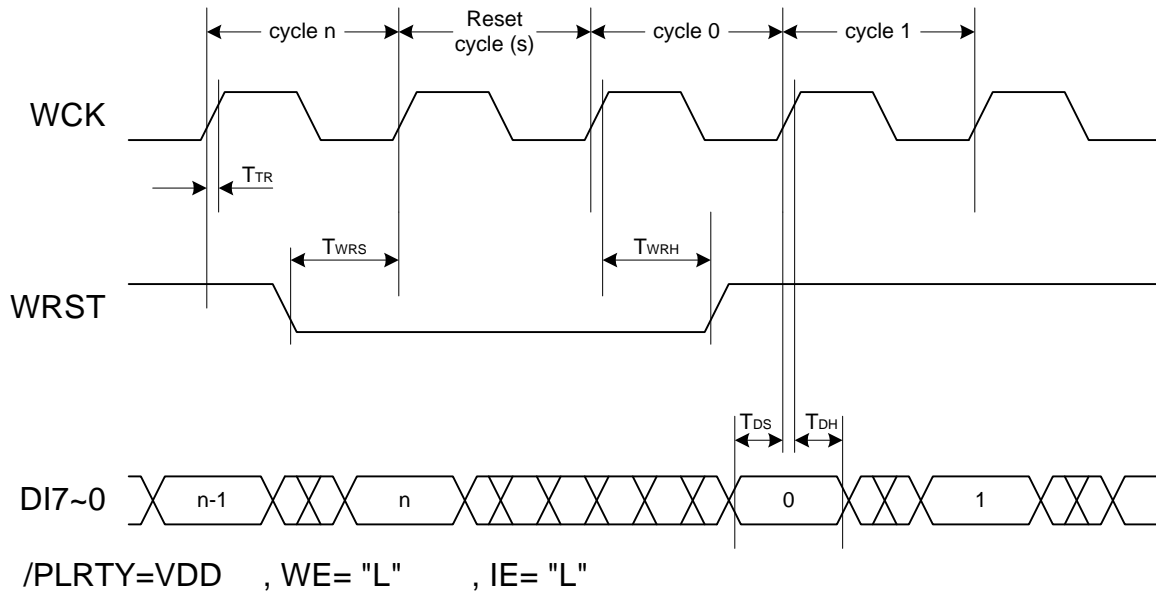 cycle n
Reset
cycle (s)
cycle 0
cycle 1
WCK
TTR
TWRS
TWRH
WRST
TDS
TDH
DI7~0
n-1
n
0
1
/PLRTY=VDD , WE= "L" , IE= "L"